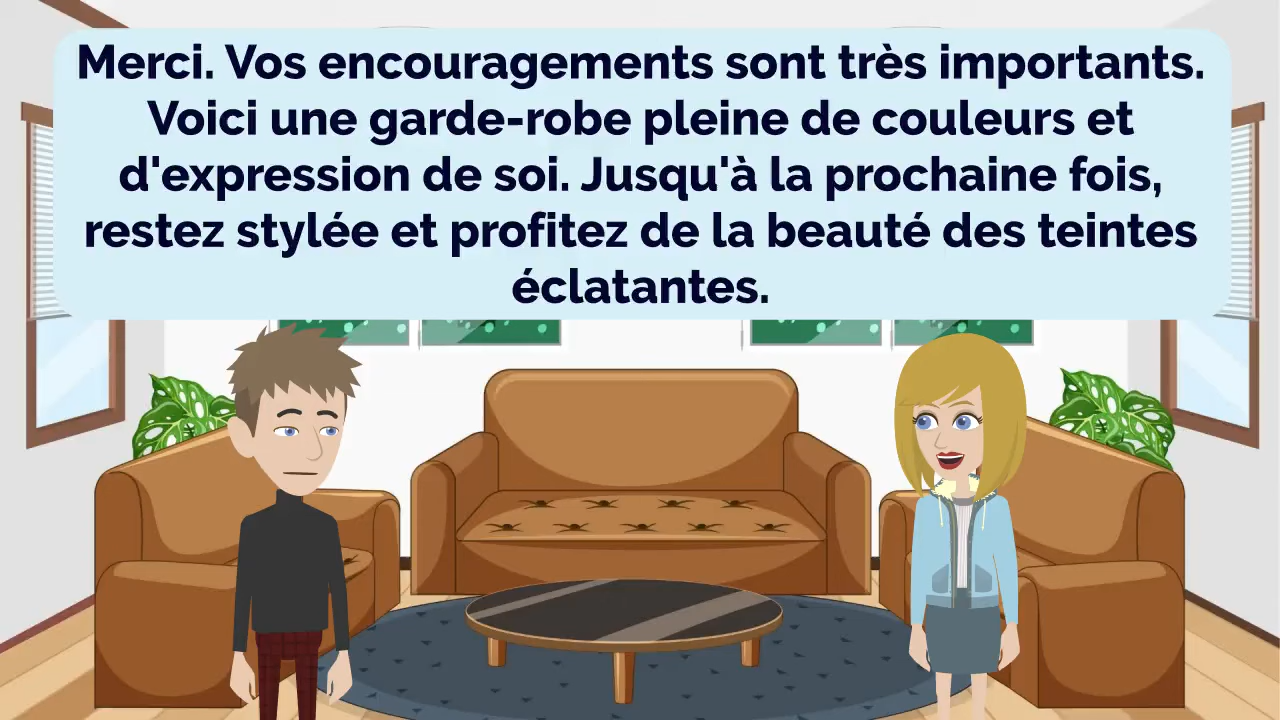 Merci. Vos encouragements sont très importants.
Voici une garde-robe pleine de couleurs et
d'expression de soi. Jusqu'à la prochaine fois,
restez stylée et profitez de la beauté des teintes
éclatantes.